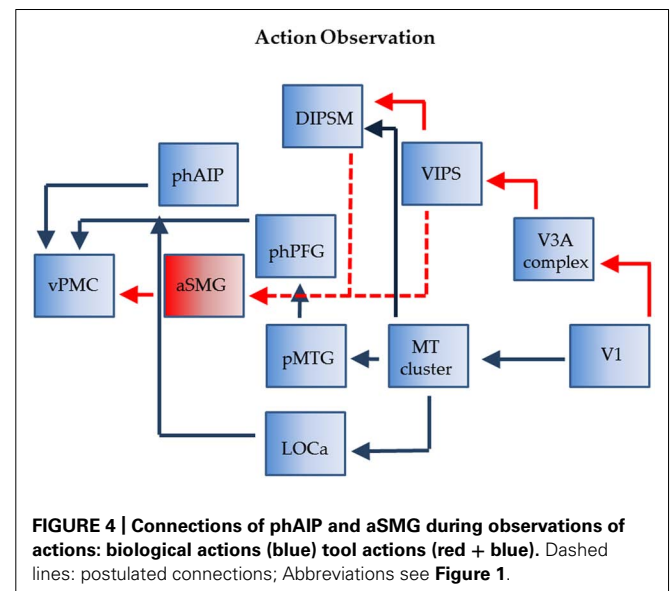 Action Observation
DIPSM
phAIP
VIPS
phPFG
V3A
complex
vPMC
aSMG
pMTG
MT
cluster
V1
LOCa
FIGURE 4 | Connections of phAIP and aSMG during observations of
actions: biological actions (blue) tool actions (red + blue). Dashed
lines: postulated connections; Abbreviations see Figure 1.